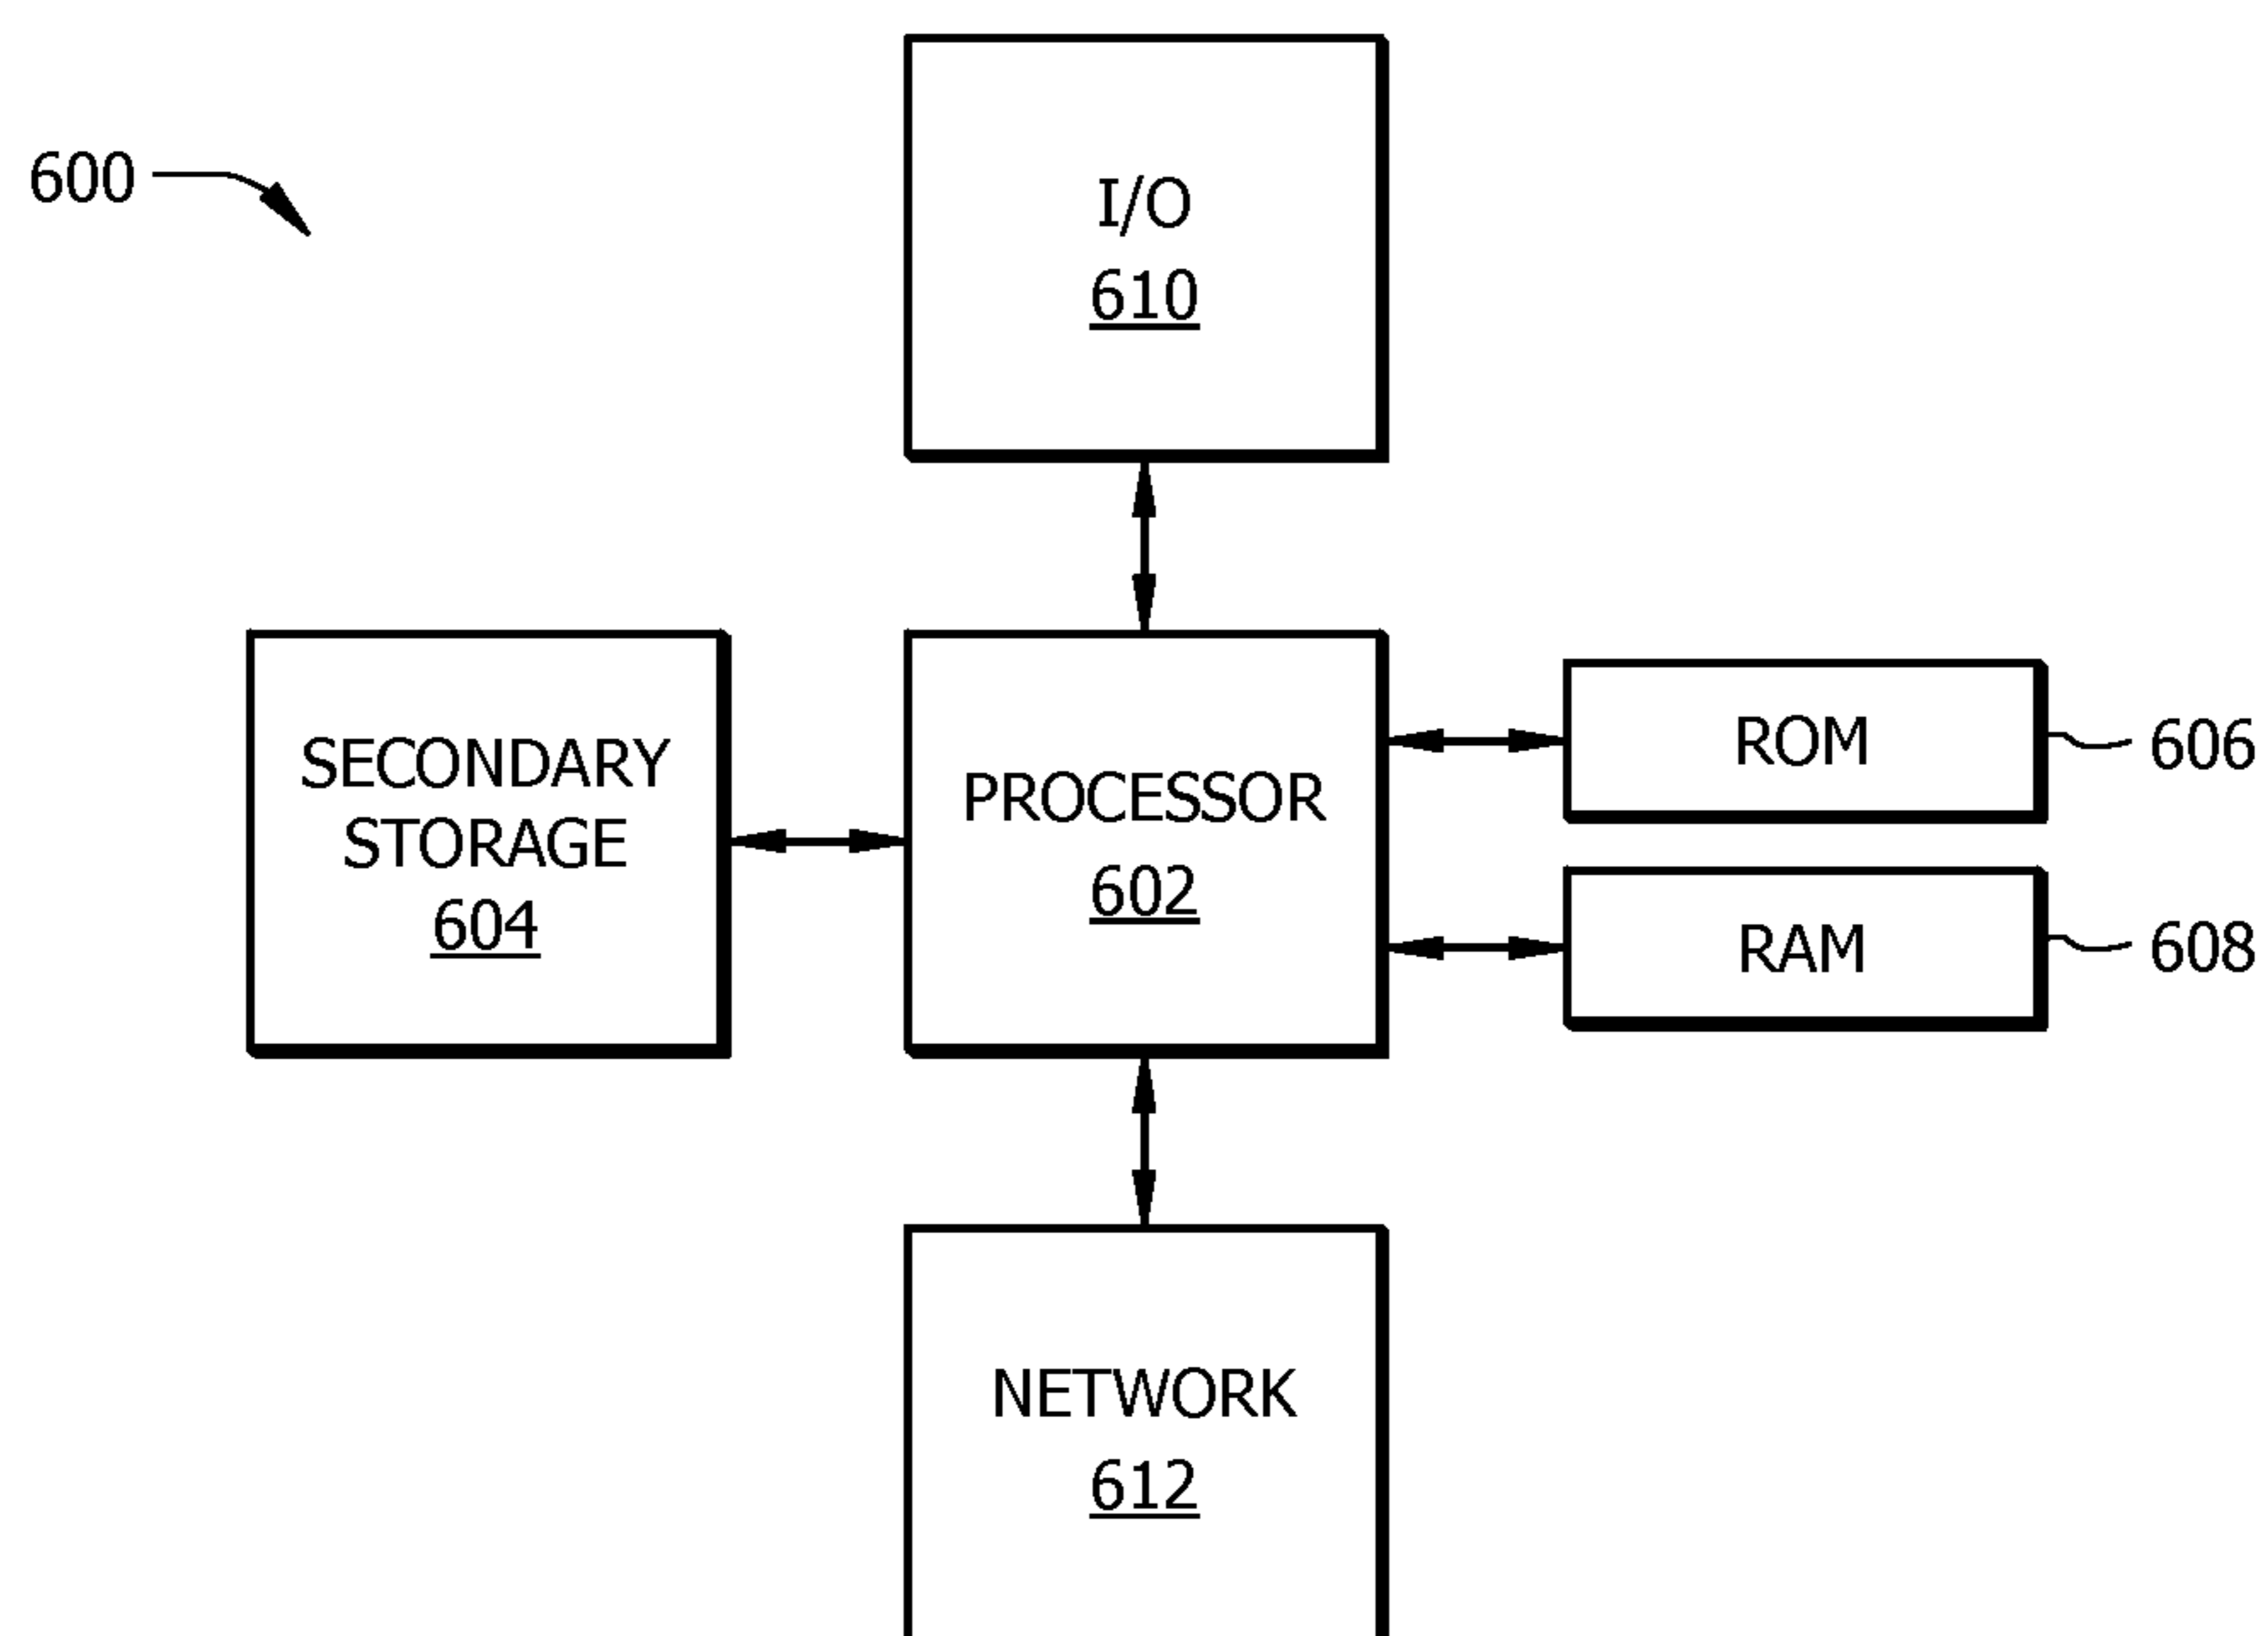 600
I/O
610
SECONDARY
STORAGE
604
PROCESSOR
602
ROM
606
RAM
608
NETWORK
612